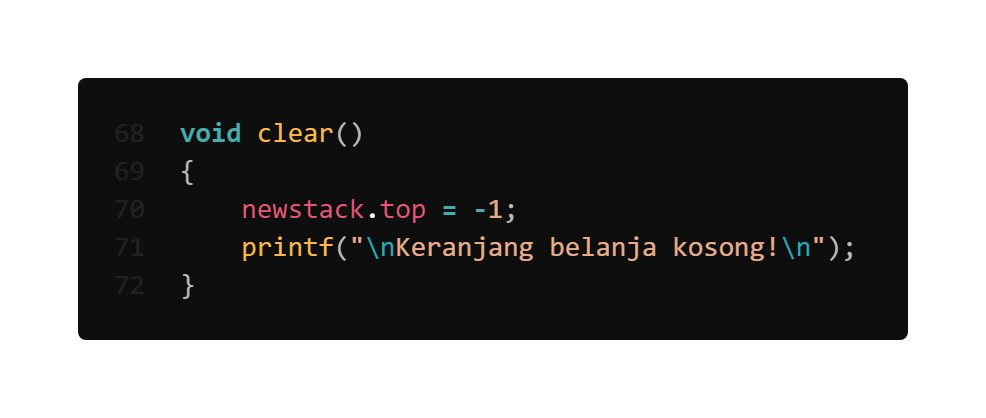 68 void clear()
69 {
70     newstack.top = -1;
71     printf("\nKeranjang belanja kosong!\n");
72 }